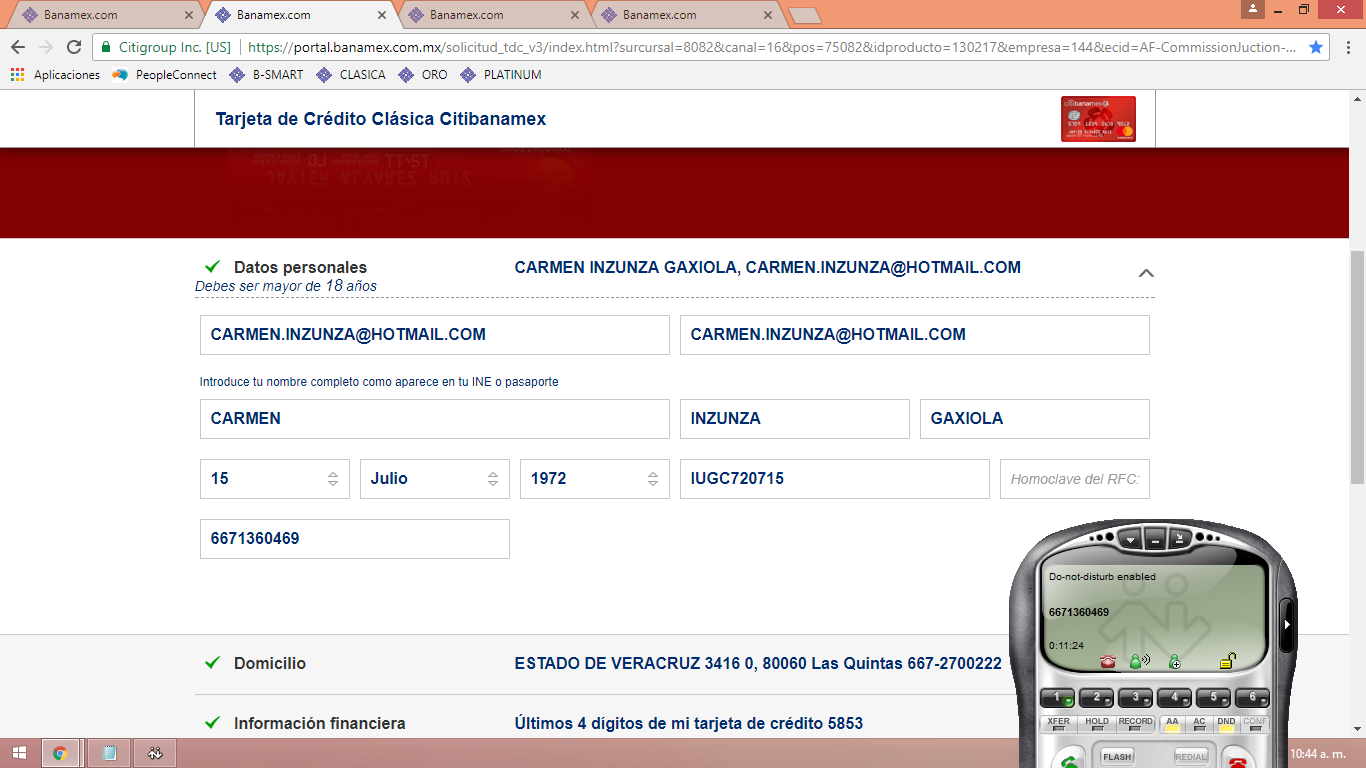 Banamex.com Banamex.com Banamex.com Banamex.com
Citigroup Inc. [US] https://portal.banamex.com.mx/solicitud_tdc_v3/index.html?surcursal=8082&canal=16&pos=75082&idproducto=130217&empresa=144&ecid=AF-CommissionJuction-...
Aplicaciones PeopleConnect B-SMART CLASICA ORO PLATINUM
Tarjeta de Crédito Clásica Citibanamex
citibanamex
JAVIER ALVAREZ RUIZ
Datos personales CARMEN INZUNZA GAXIOLA, CARMEN.INZUNZA@HOTMAIL.COM
Debes ser mayor de 18 años
CARMEN.INZUNZA@HOTMAIL.COM CARMEN.INZUNZA@HOTMAIL.COM
Introduce tu nombre completo como aparece en tu INE o pasaporte
CARMEN INZUNZA GAXIOLA
15 Julio 1972 IUGC720715 Homoclave del RFC:
6671360469
Do-not-disturb enabled
6671360469
0:11:24
Domicilio ESTADO DE VERACRUZ 3416 0, 80060 Las Quintas 667-2700222
Información financiera Últimos 4 dígitos de mi tarjeta de crédito 5853
1 2 3 4 5 6
XFER HOLD RECORD AA AC DND CONF
FLASH REDIAL
10:44 a. m.